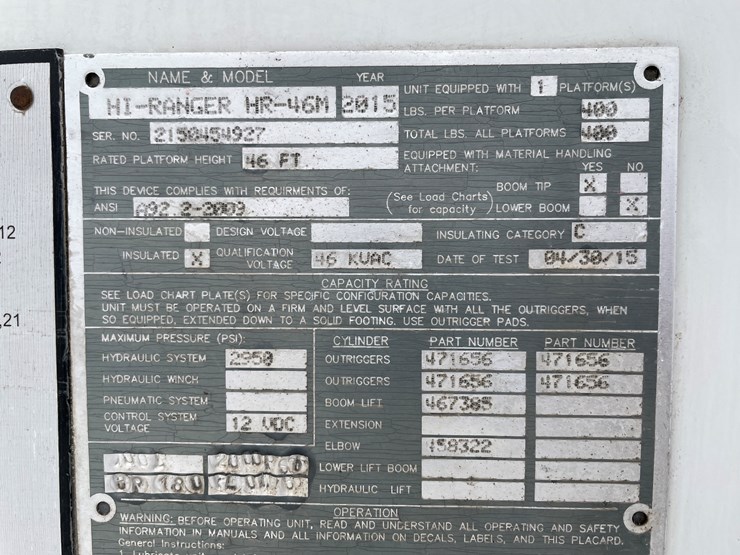 12
,21
NAME & MODEL YEAR
HI-RANGER HR-46M 2015
UNIT EQUIPPED WITH 1 PLATFORM(S)
LBS. PER PLATFORM 400
SER. NO. 2150454927
TOTAL LBS. ALL PLATFORMS 400
RATED PLATFORM HEIGHT 46 FT
EQUIPPED WITH MATERIAL HANDLING
ATTACHMENT: YES NO
THIS DEVICE COMPLIES WITH REQUIRMENTS OF:
ANSI A92.2-2009
(See Load Charts for capacity)
BOOM TIP X
LOWER BOOM X
NON-INSULATED DESIGN VOLTAGE INSULATING CATEGORY C
INSULATED X QUALIFICATION VOLTAGE 46 KVAC DATE OF TEST 04/30/15
CAPACITY RATING
SEE LOAD CHART PLATE(S) FOR SPECIFIC CONFIGURATION CAPACITIES.
UNIT MUST BE OPERATED ON A FIRM AND LEVEL SURFACE WITH ALL THE OUTRIGGERS, WHEN
SO EQUIPPED, EXTENDED DOWN TO A SOLID FOOTING. USE OUTRIGGER PADS.
MAXIMUM PRESSURE (PSI):
HYDRAULIC SYSTEM 2950
HYDRAULIC WINCH
PNEUMATIC SYSTEM
CONTROL SYSTEM
VOLTAGE 12 VDC
CYLINDER PART NUMBER PART NUMBER
OUTRIGGERS 471656 471656
OUTRIGGERS 471656 471656
BOOM LIFT 467385
EXTENSION
ELBOW 458322
LOWER LIFT BOOM
HYDRAULIC LIFT
OPERATION
WARNING: BEFORE OPERATING UNIT, READ AND UNDERSTAND ALL OPERATING AND SAFETY
INFORMATION IN MANUALS AND ALL INFORMATION ON DECALS, LABELS, AND THIS PLACARD.
General Instructions: